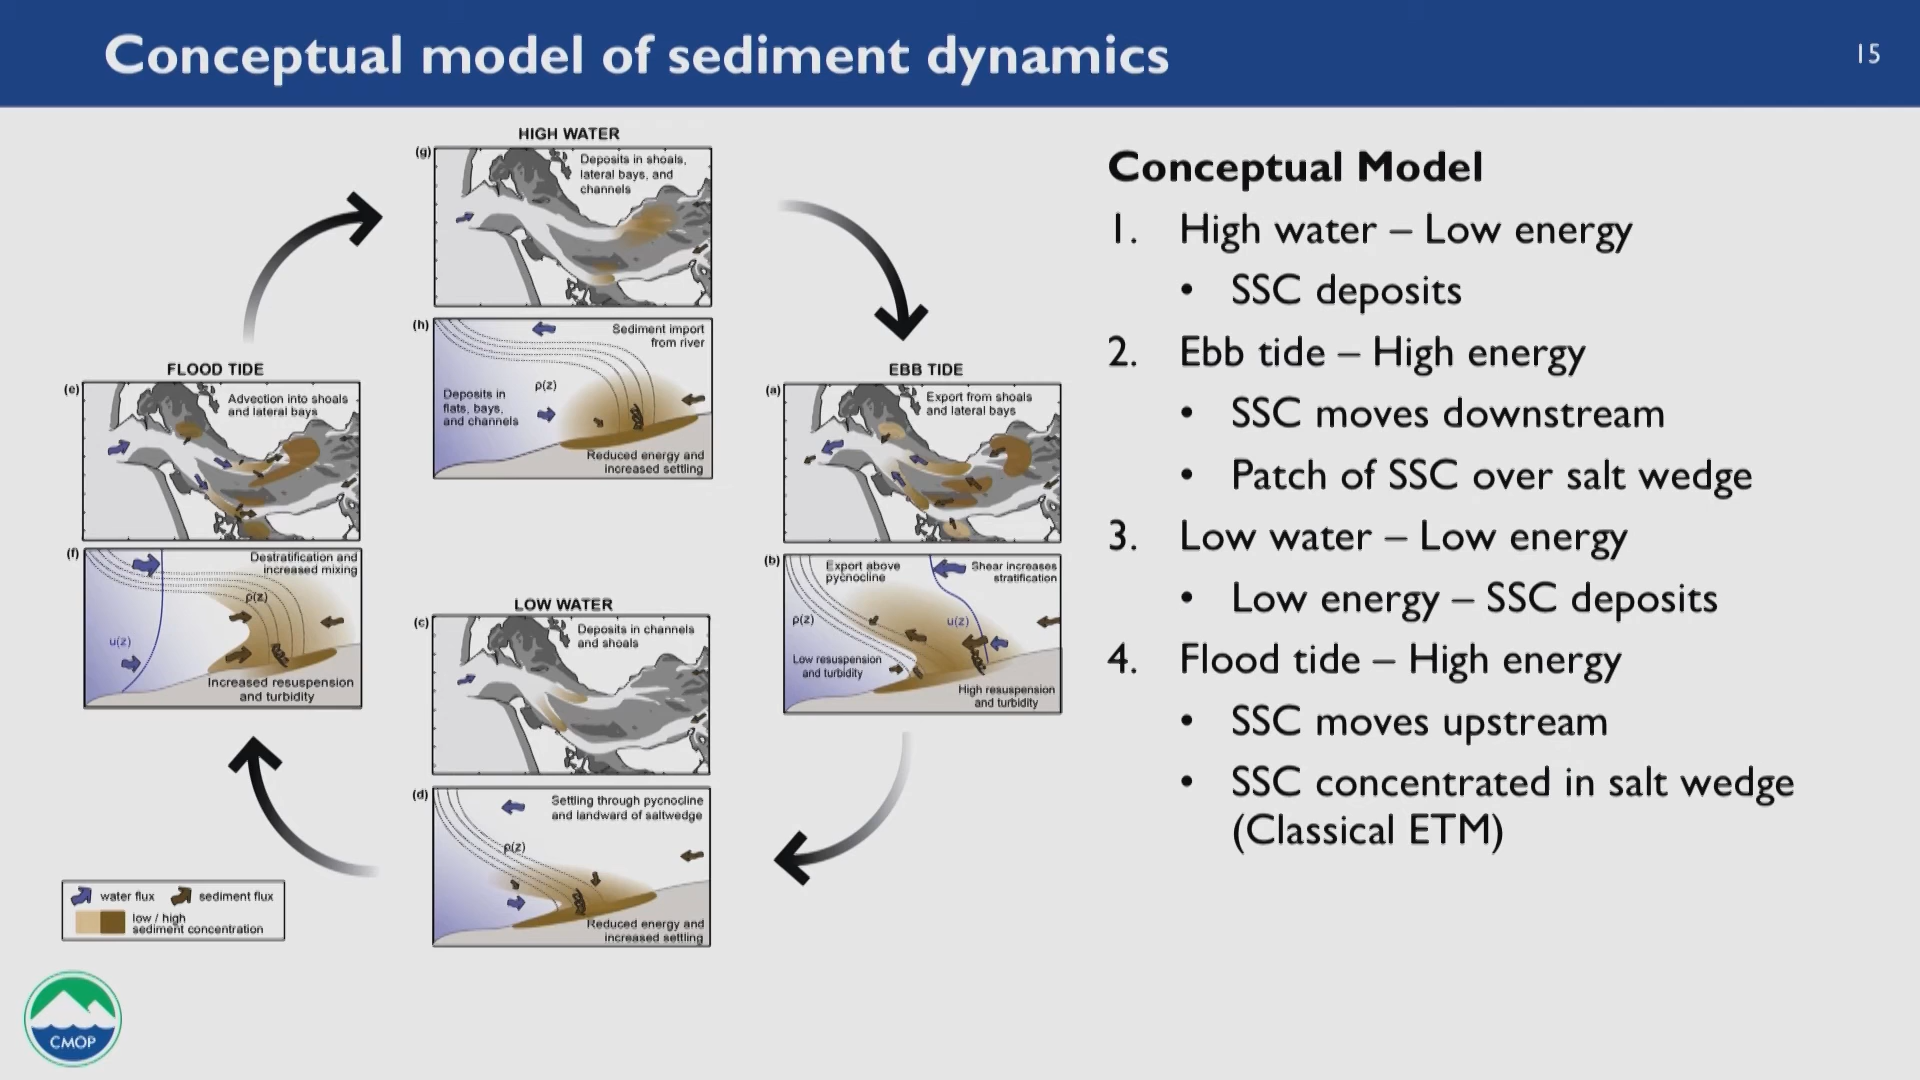 Conceptual model of sediment dynamics
15
HIGH WATER
(g)
Deposits in shoals,
lateral bays, and
channels
(h)
Sediment import
from river
ρ(z)
Deposits in
flats, bays,
and channels
Reduced energy and
increased settling
FLOOD TIDE
(e)
Advection into shoals
and lateral bays
(f)
Destratification and
increased mixing
ρ(z)
u(z)
Increased resuspension
and turbidity
EBB TIDE
(a)
Export from shoals
and lateral bays
(b)
Export above
pycnocline
Shear increases
stratification
ρ(z)
u(z)
Low resuspension
and turbidity
High resuspension
and turbidity
LOW WATER
(c)
Deposits in channels
and shoals
(d)
Settling through pycnocline
and landward of saltwedge
ρ(z)
Reduced energy and
increased settling
water flux
sediment flux
low / high
sediment concentration
CMOP
Conceptual Model
1. High water – Low energy
• SSC deposits
2. Ebb tide – High energy
• SSC moves downstream
• Patch of SSC over salt wedge
3. Low water – Low energy
• Low energy – SSC deposits
4. Flood tide – High energy
• SSC moves upstream
• SSC concentrated in salt wedge
(Classical ETM)